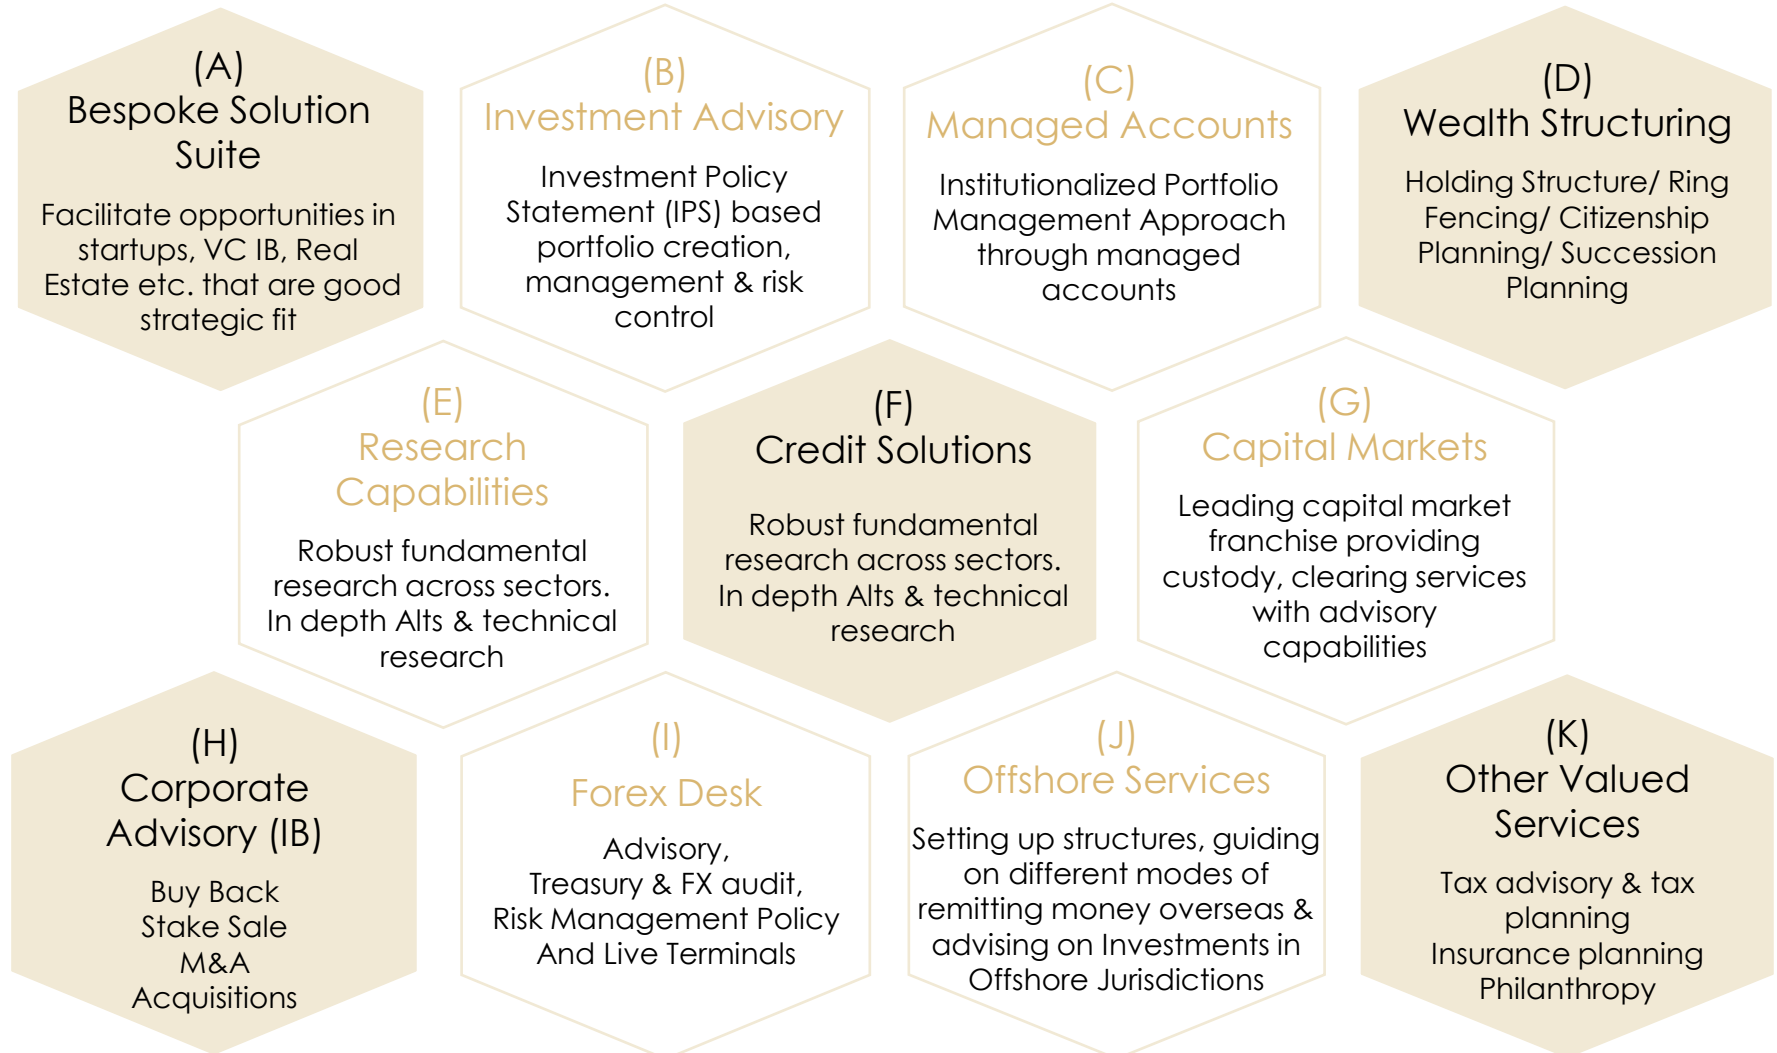 (A)
Bespoke Solution
Suite
Facilitate opportunities in
startups, VC IB, Real
Estate etc. that are good
strategic fit
(B)
Investment Advisory
Investment Policy
Statement (IPS) based
portfolio creation,
management & risk
control
(C)
Managed Accounts
Institutionalized Portfolio
Management Approach
through managed
accounts
(D)
Wealth Structuring
Holding Structure/ Ring
Fencing/ Citizenship
Planning/ Succession
Planning
(E)
Research
Capabilities
Robust fundamental
research across sectors.
In depth Alts & technical
research
(F)
Credit Solutions
Robust fundamental
research across sectors.
In depth Alts & technical
research
(G)
Capital Markets
Leading capital market
franchise providing
custody, clearing services
with advisory
capabilities
(H)
Corporate
Advisory (IB)
Buy Back
Stake Sale
M&A
Acquisitions
(I)
Forex Desk
Advisory,
Treasury & FX audit,
Risk Management Policy
And Live Terminals
(J)
Offshore Services
Setting up structures, guiding
on different modes of
remitting money overseas &
advising on Investments in
Offshore Jurisdictions
(K)
Other Valued
Services
Tax advisory & tax
planning
Insurance planning
Philanthropy